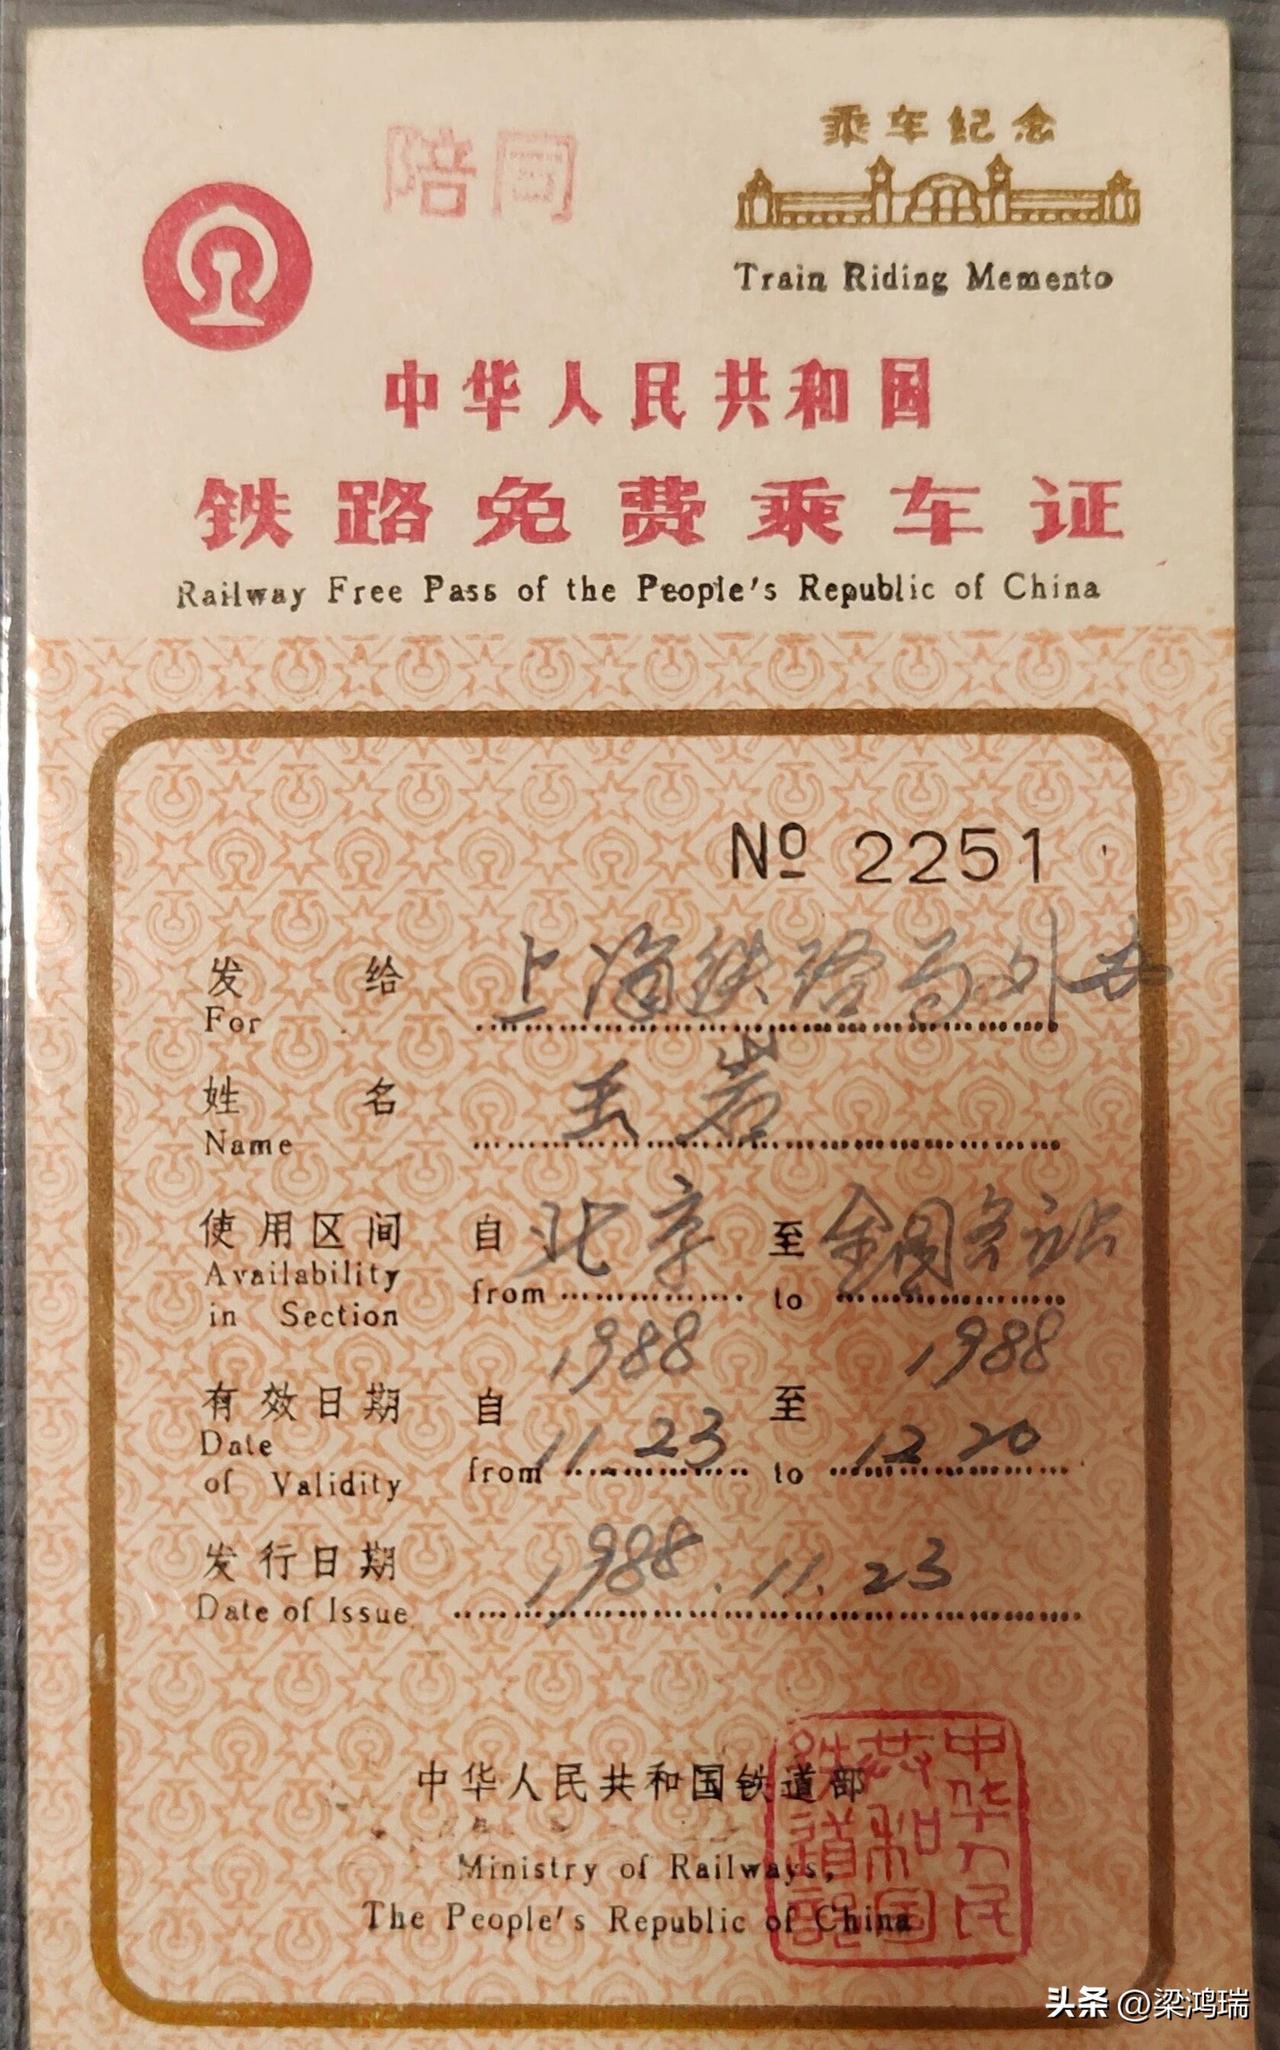 陪同
乘车纪念
Train Riding Memento
中华人民共和国
铁路免费乘车证
Railway Free Pass of the People's Republic of China
Nº 2251
发给 上海铁路局外办
For
姓名 王岩
Name
使用区间 自 北京 至 全国各站
Availability in Section from to
1988 1988
有效日期 自 11.23 至 12 20
Date of Validity from to
发行日期 1988.11.23
Date of Issue
中华人民共和国铁道部
Ministry of Railways,
The People's Republic of China
中华人民
共和国
铁道部
头条 @梁鸿瑞